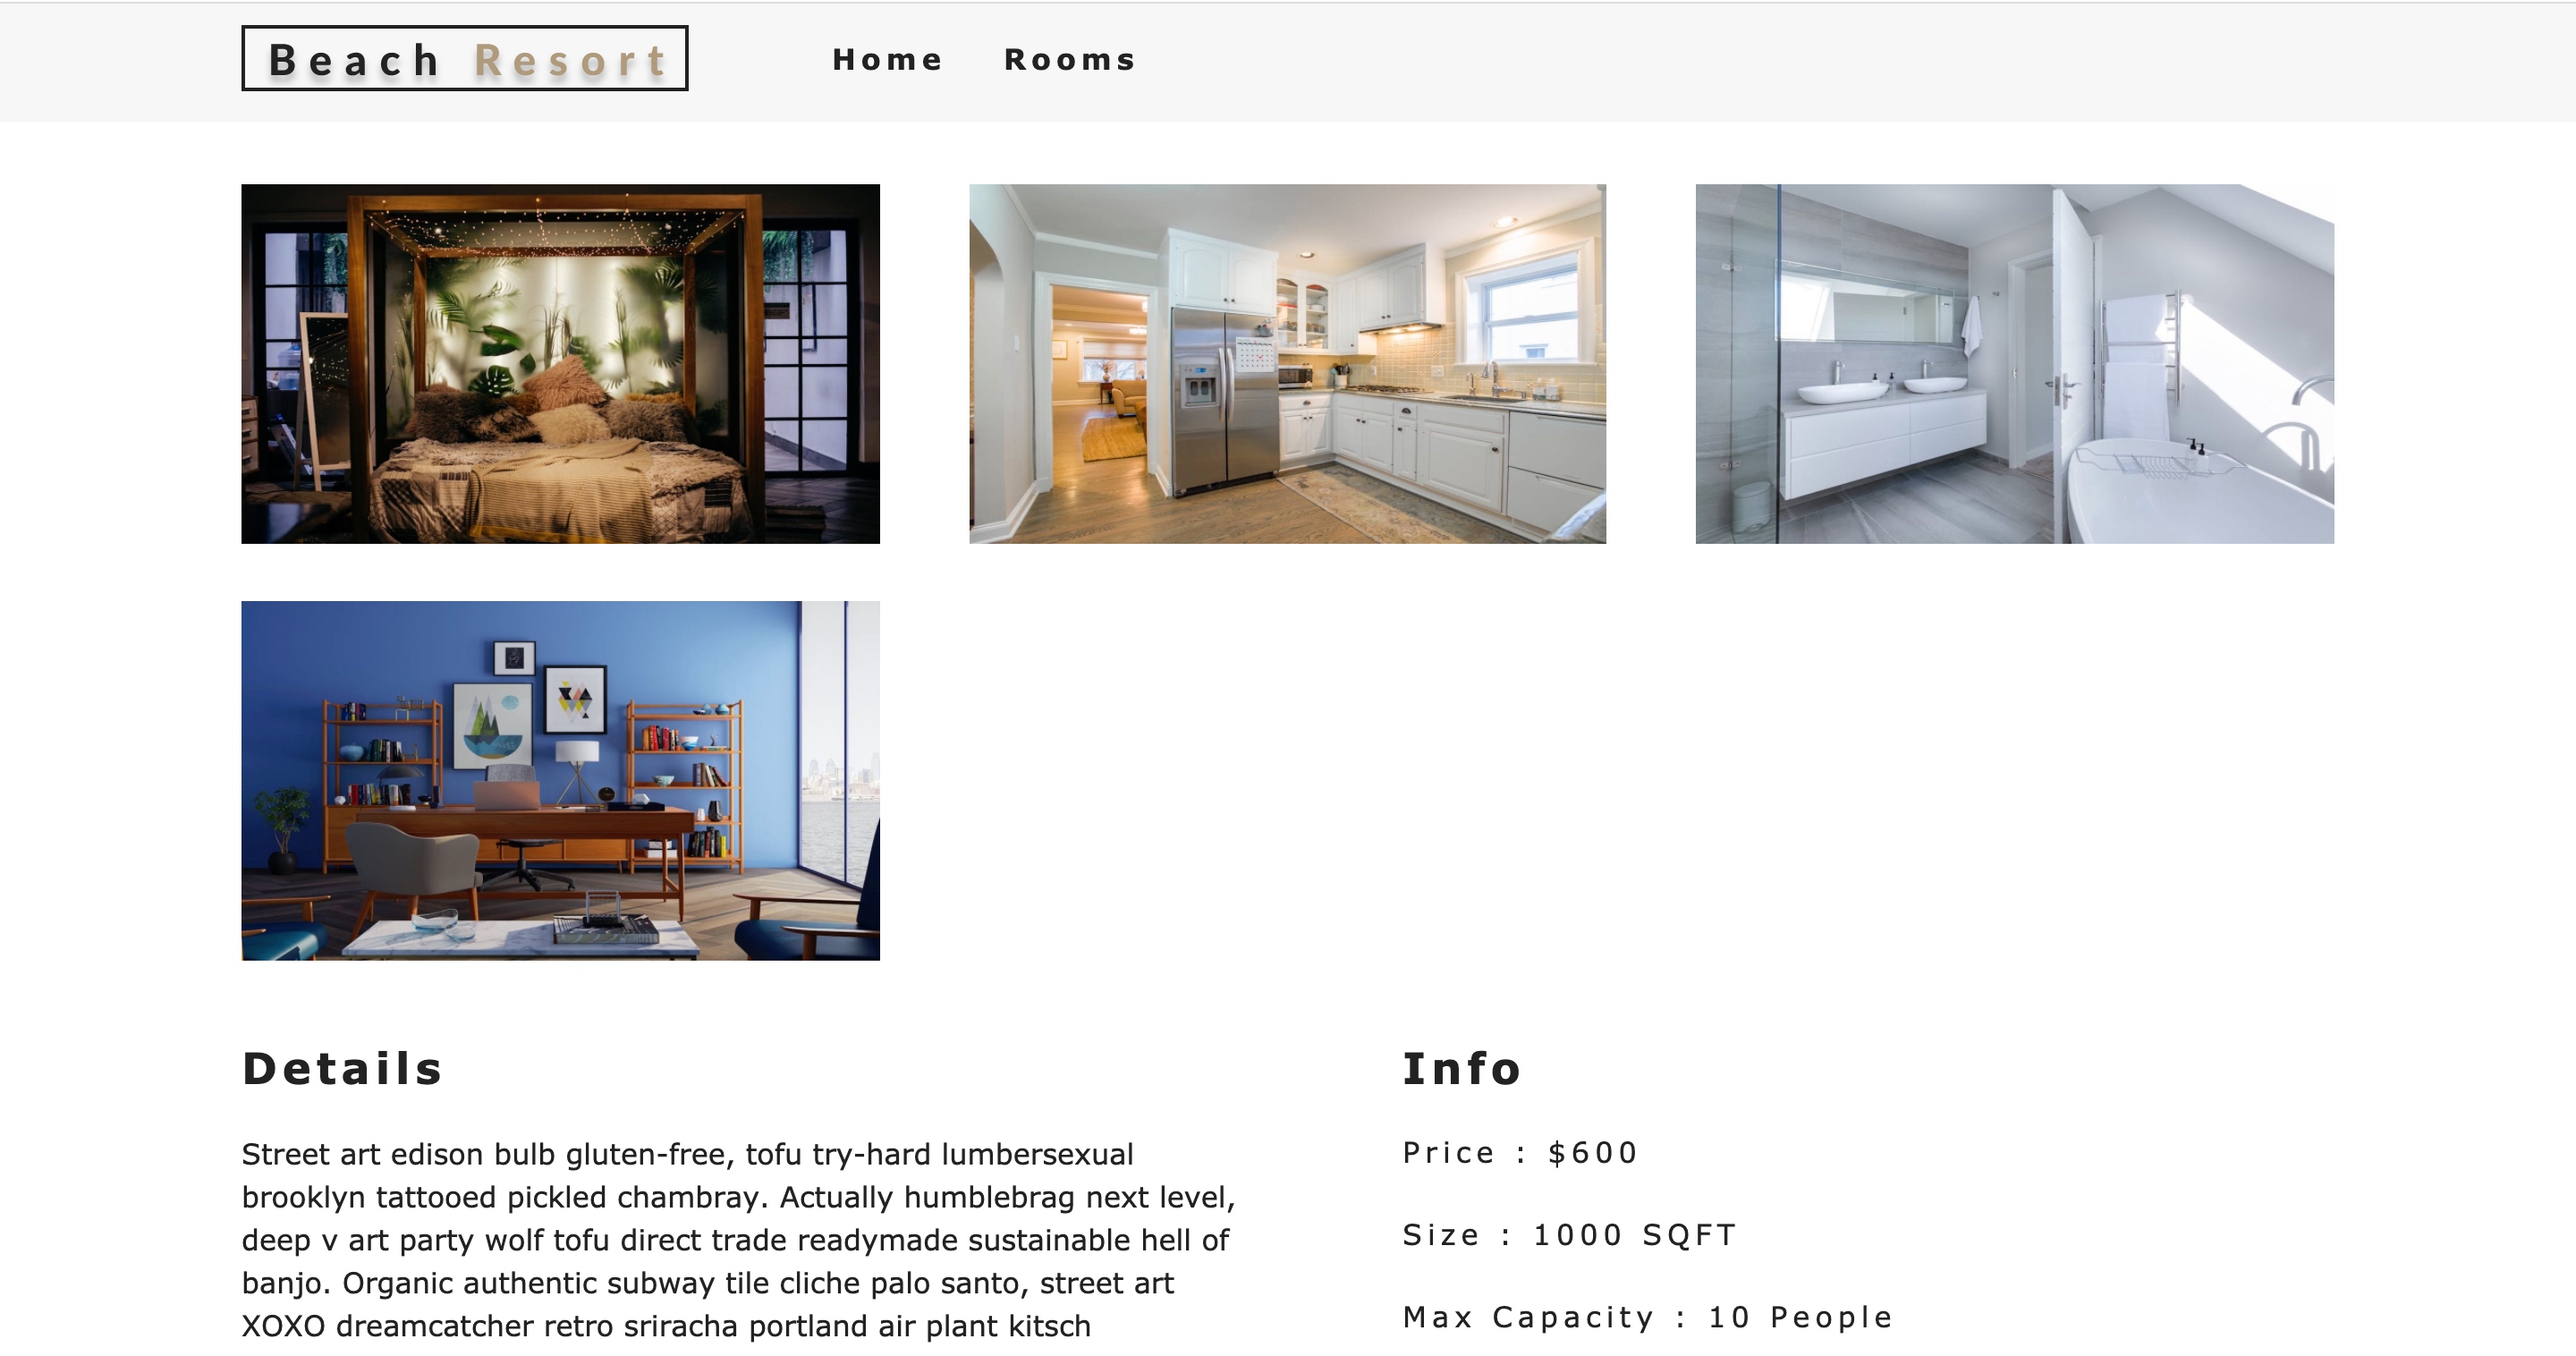 Beach Resort
Home
Rooms
Details
Street art edison bulb gluten-free, tofu try-hard lumbersexual
brooklyn tattooed pickled chambray. Actually humblebrag next level,
deep v art party wolf tofu direct trade readymade sustainable hell of
banjo. Organic authentic subway tile cliche palo santo, street art
XOXO dreamcatcher retro sriracha portland air plant kitsch
Info
Price : $600
Size : 1000 SQFT
Max Capacity : 10 People